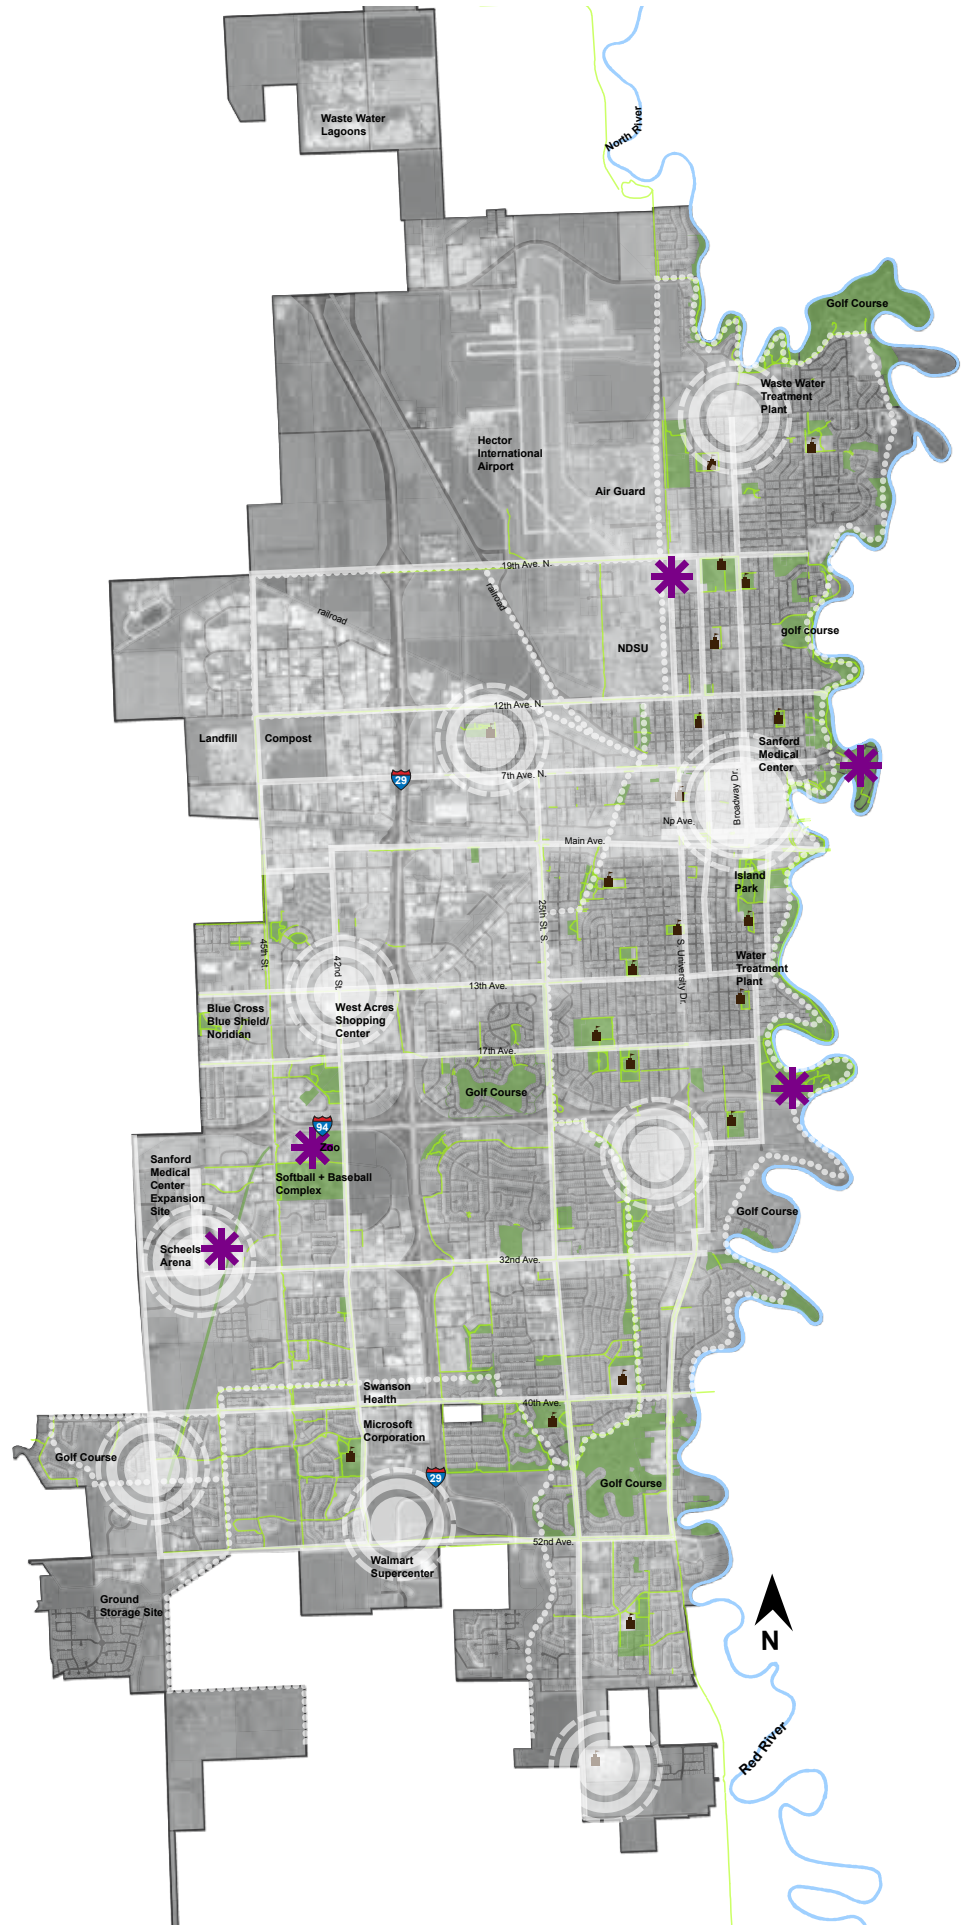 Waste Water
Lagoons
North River
Golf Course
Waste Water
Treatment
Plant
Hector
International
Airport
Air Guard
19th Ave. N.
railroad
railroad
golf course
NDSU
12th Ave. N.
Landfill
Compost
Sanford
Medical
Center
29
7th Ave. N.
Broadway Dr.
Np Ave.
Main Ave.
Island
Park
25th St. S.
45th St.
42nd St.
S. University Dr.
Water
Treatment
Plant
13th Ave.
Blue Cross
Blue Shield/
Noridian
West Acres
Shopping
Center
17th Ave.
Golf Course
94
Zoo
Sanford
Medical
Center
Expansion
Site
Softball + Baseball
Complex
Golf Course
Scheels
Arena
32nd Ave.
Swanson
Health
40th Ave.
Microsoft
Corporation
Golf Course
29
Golf Course
52nd Ave.
Walmart
Supercenter
Ground
Storage Site
N
Red River